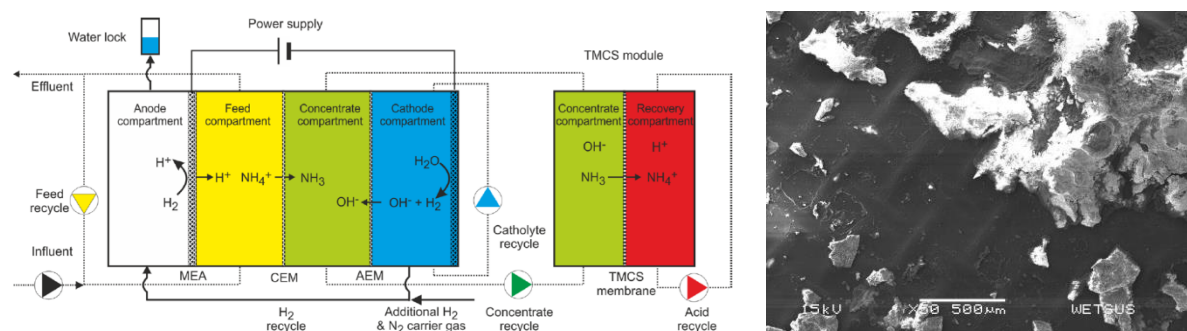 Power supply
Water lock
TMCS module
Effluent
Anode
compartment
Feed
compartment
Concentrate
compartment
Cathode
compartment
Concentrate
compartment
Recovery
compartment
H⁺
H₂
H⁺ NH₄⁺
NH₃
OH⁻
H₂O
OH⁻ + H₂
OH⁻
NH₃
H⁺
NH₄⁺
Feed
recycle
Influent
Catholyte
recycle
MEA
CEM
AEM
TMCS
membrane
H₂
recycle
Additional H₂
& N₂ carrier gas
Concentrate
recycle
Acid
recycle
15kV X50 500µm WETSUS